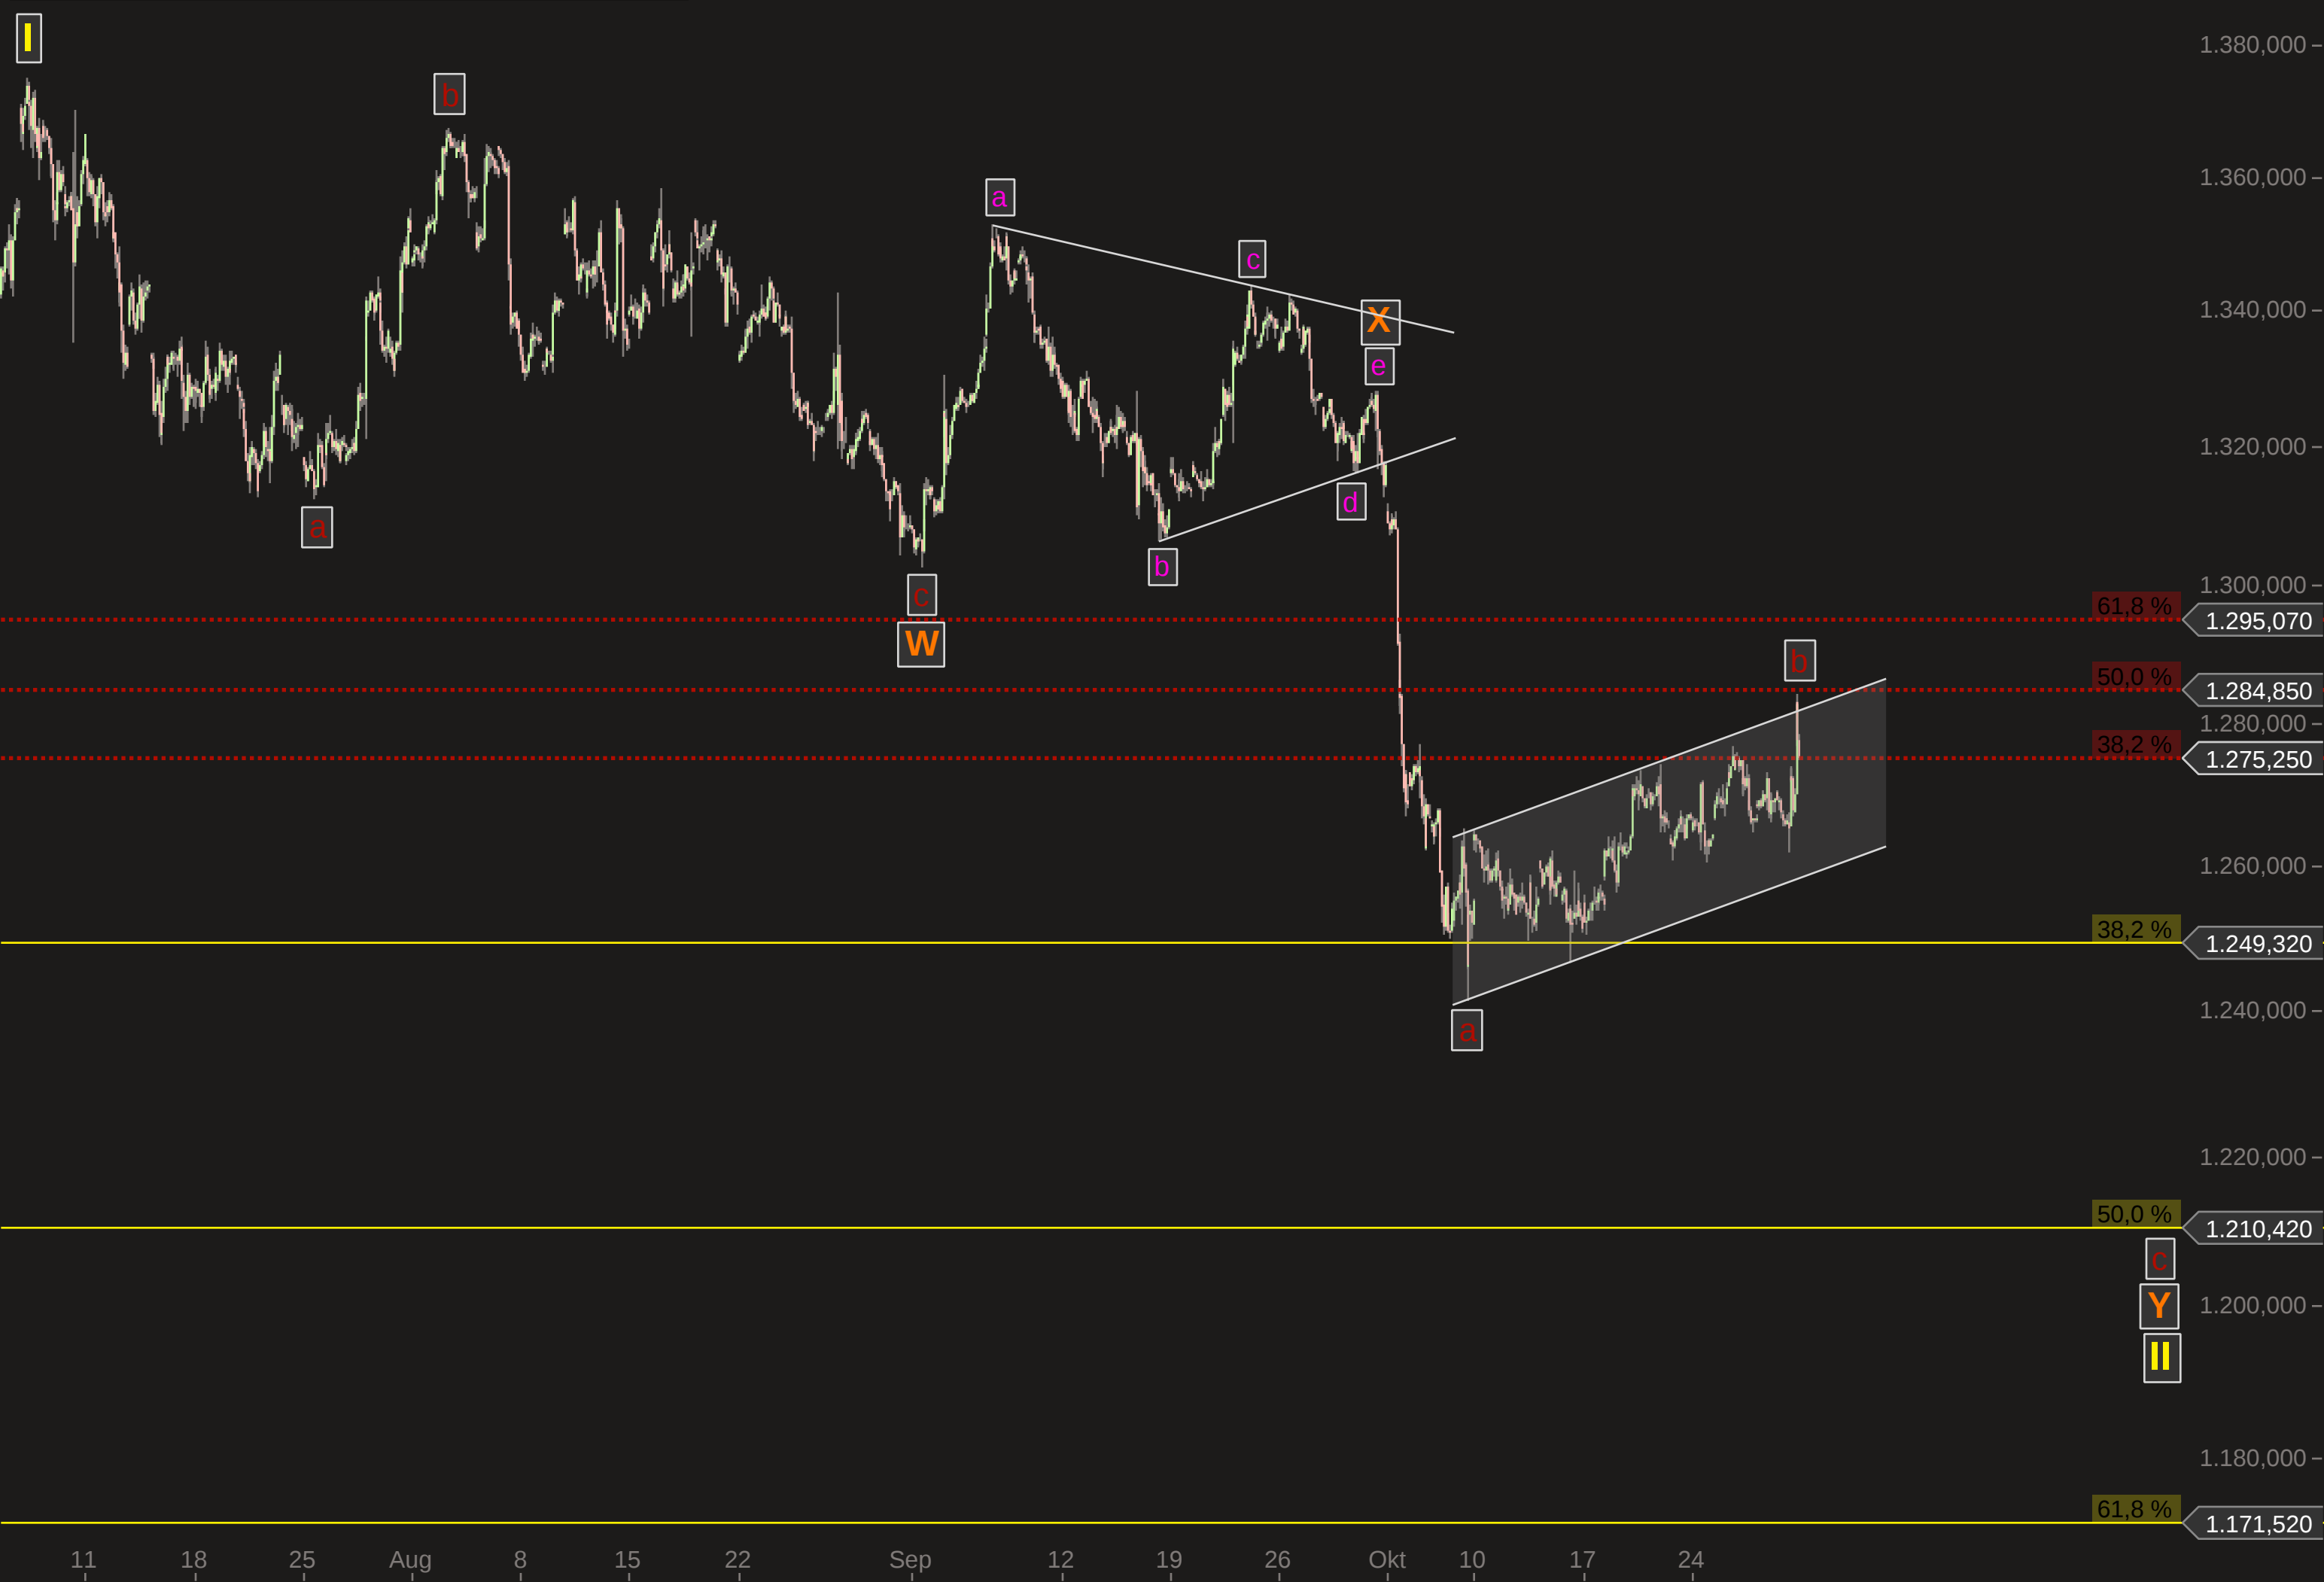 I
1.380,000
b
1.360,000
a
c
X
1.340,000
e
1.320,000
d
a
b
1.300,000
c
61,8 %
1.295,070
W
b
50,0 %
1.284,850
1.280,000
38,2 %
1.275,250
1.260,000
38,2 %
1.249,320
1.240,000
a
1.220,000
50,0 %
1.210,420
c
Y
1.200,000
II
1.180,000
61,8 %
1.171,520
11 18 25 Aug 8 15 22 Sep 12 19 26 Okt 10 17 24